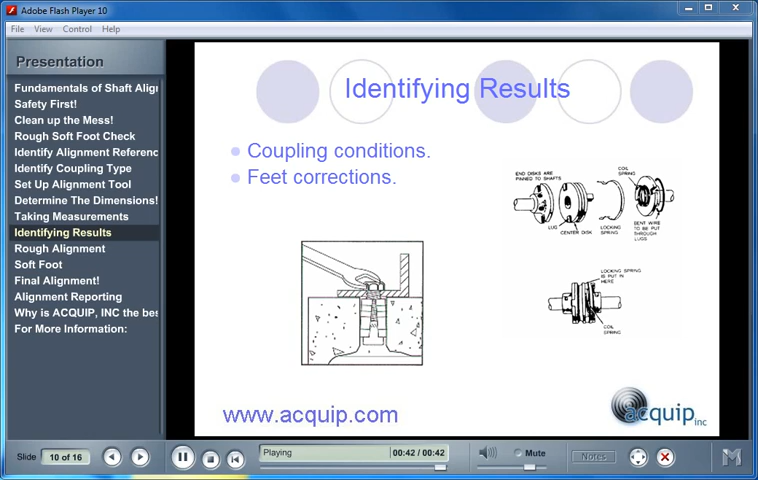 Adobe Flash Player 10
File View Control Help
Presentation
Fundamentals of Shaft Align
Safety First!
Clean up the Mess!
Rough Soft Foot Check
Identify Alignment Referenc
Identify Coupling Type
Set Up Alignment Tool
Determine The Dimensions!
Taking Measurements
Identifying Results
Rough Alignment
Soft Foot
Final Alignment!
Alignment Reporting
Why is ACQUIP, INC the bes
For More Information:
Identifying Results
Coupling conditions.
Feet corrections.
END DISKS ARE
PINNED TO SHAFTS
LUG
CENTER DISK
LOCKING
SPRING
COIL
SPRING
BENT WIRE
TO BE PUT
THROUGH
LUGS
LOCKING SPRING
IS PUT IN
HERE
COIL
SPRING
www.acquip.com
acquip inc
Slide 10 of 16
Playing 00:42 / 00:42
Mute
Notes